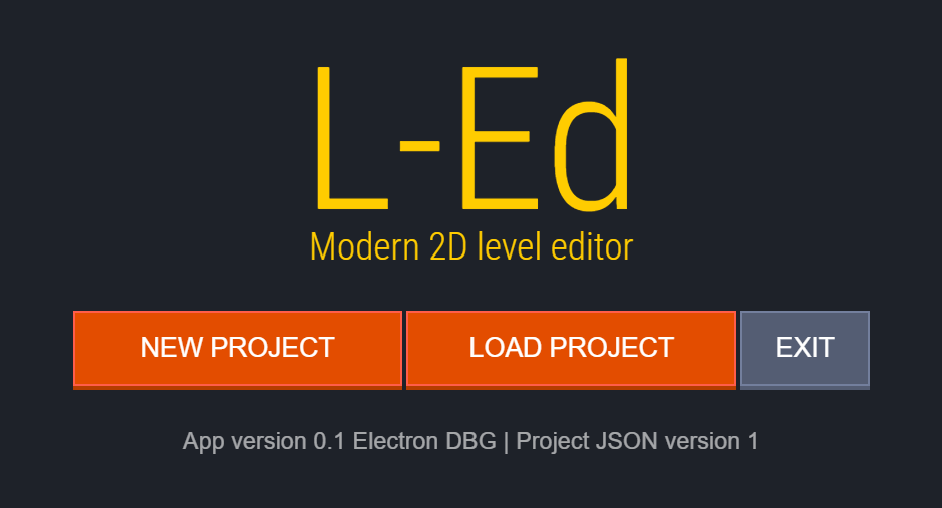 L-Ed
Modern 2D level editor
NEW PROJECT LOAD PROJECT EXIT
App version 0.1 Electron DBG | Project JSON version 1